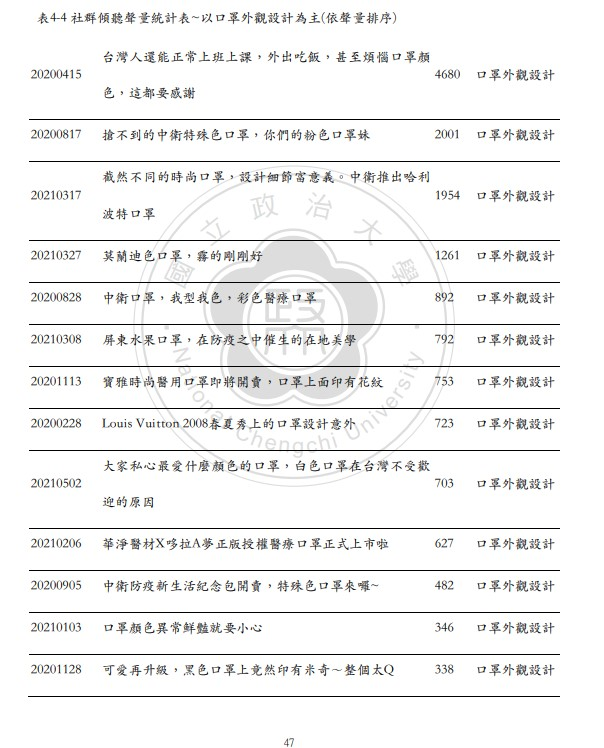 表4-4 社群傾聽聲量統計表~以口罩外觀設計為主(依聲量排序)
台灣人還能正常上班上課，外出吃飯，甚至煩惱口罩顏
20200415 4680 口罩外觀設計
色，這都要感謝
20200817 搶不到的中衛特殊色口罩，你們的粉色口罩妹 2001 口罩外觀設計
截然不同的時尚口罩，設計細節富意義。中衛推出哈利
20210317 1954 口罩外觀設計
波特口罩
20210327 莫蘭迪色口罩，霧的剛剛好 1261 口罩外觀設計
20200828 中衛口罩，我型我色，彩色醫療口罩 892 口罩外觀設計
20210308 屏東水果口罩，在防疫之中催生的在地美學 792 口罩外觀設計
20201113 寶雅時尚醫用口罩即將開賣，口罩上面印有花紋 753 口罩外觀設計
20200228 Louis Vuitton 2008春夏秀上的口罩設計意外 723 口罩外觀設計
大家私心最愛什麼顏色的口罩，白色口罩在台灣不受歡
20210502 703 口罩外觀設計
迎的原因
20210206 華淨醫材X哆拉A夢正版授權醫療口罩正式上市啦 627 口罩外觀設計
20200905 中衛防疫新生活紀念包開賣，特殊色口罩來囉~ 482 口罩外觀設計
20210103 口罩顏色異常鮮豔就要小心 346 口罩外觀設計
20201128 可愛再升級，黑色口罩上竟然印有米奇～整個太Q 338 口罩外觀設計
國立政治大學
政大
National Chengchi University
47